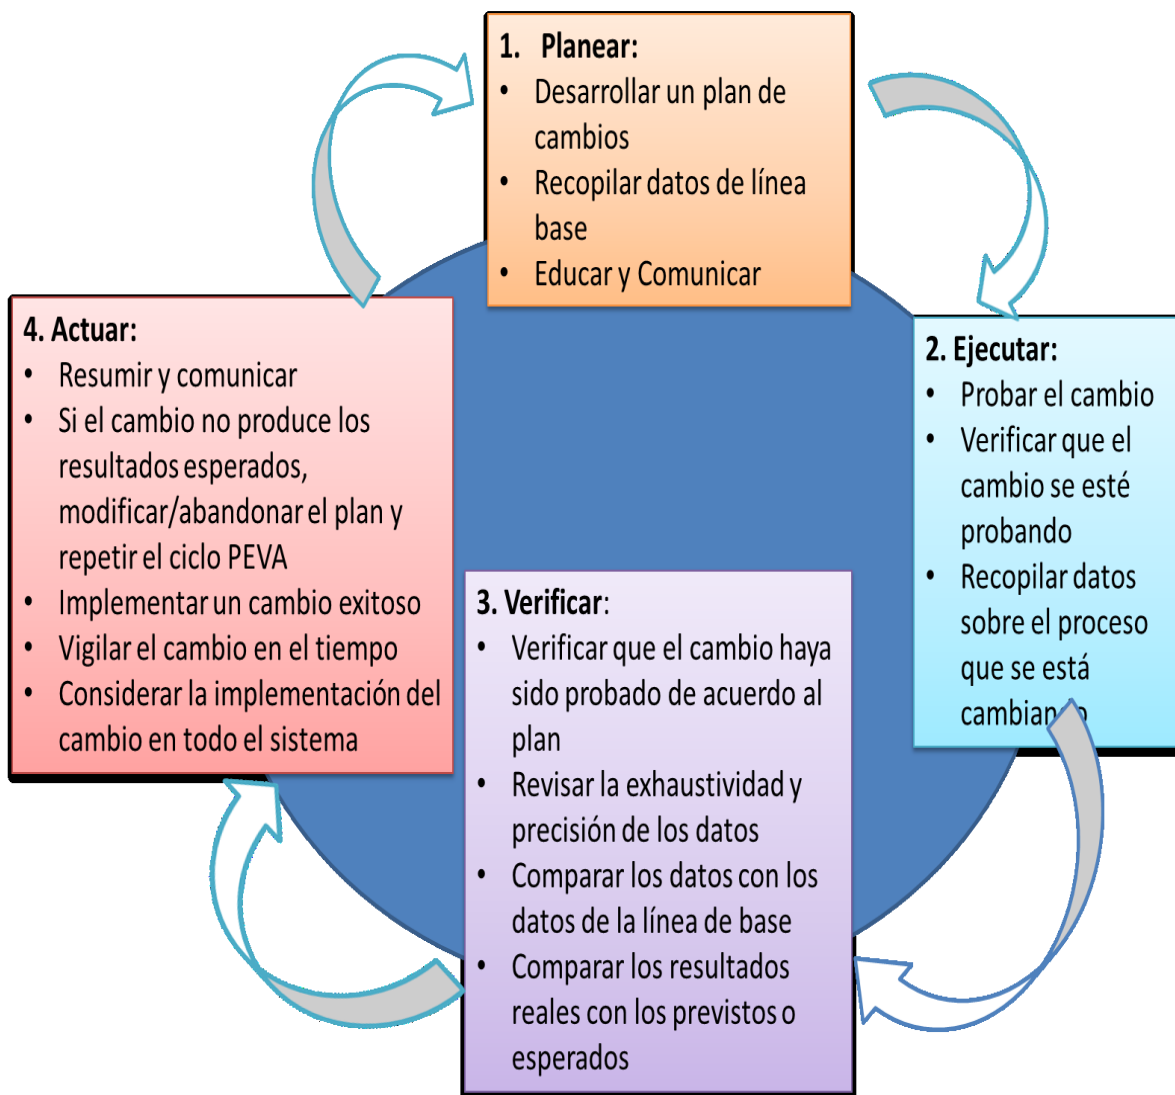 1. Planear:
• Desarrollar un plan de
cambios
• Recopilar datos de línea
base
• Educar y Comunicar
2. Ejecutar:
• Probar el cambio
• Verificar que el
cambio se esté
probando
• Recopilar datos
sobre el proceso
que se está
cambiando
3. Verificar:
• Verificar que el cambio haya
sido probado de acuerdo al
plan
• Revisar la exhaustividad y
precisión de los datos
• Comparar los datos con los
datos de la línea de base
• Comparar los resultados
reales con los previstos o
esperados
4. Actuar:
• Resumir y comunicar
• Si el cambio no produce los
resultados esperados,
modificar/abandonar el plan y
repetir el ciclo PEVA
• Implementar un cambio exitoso
• Vigilar el cambio en el tiempo
• Considerar la implementación del
cambio en todo el sistema